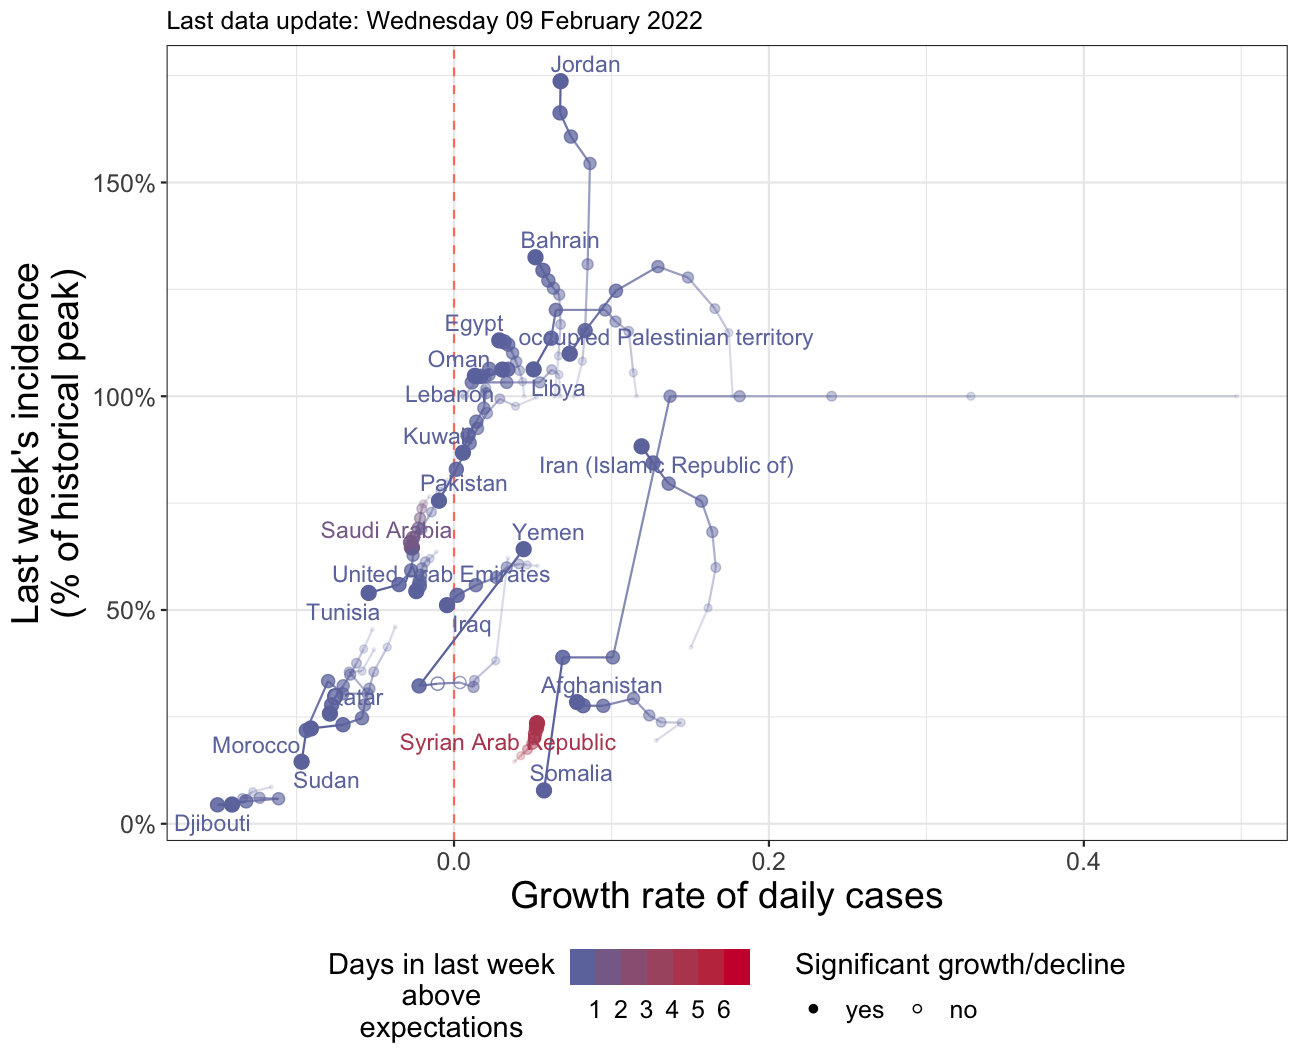 Last data update: Wednesday 09 February 2022
Last week's incidence
(% of historical peak)
150%
100%
50%
0%
Jordan
Bahrain
Egypt
occupied Palestinian territory
Oman
Lebanon
Libya
Kuwait
Iran (Islamic Republic of)
Pakistan
Saudi Arabia
Yemen
United Arab Emirates
Tunisia
Iraq
Qatar
Afghanistan
Morocco
Syrian Arab Republic
Sudan
Somalia
Djibouti
0.0
0.2
0.4
Growth rate of daily cases
Days in last week
above
expectations
1 2 3 4 5 6
Significant growth/decline
yes
no